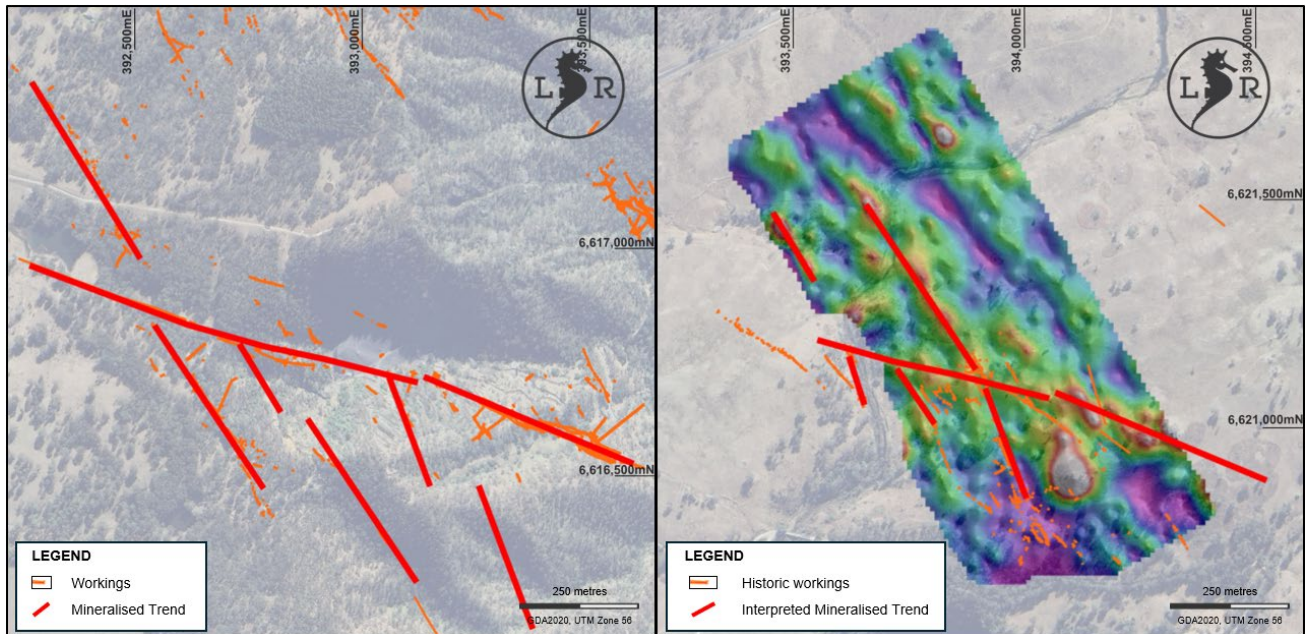 392,500mE
393,000mE
393,500mE
L R
6,617,000mN
6,616,500mN
LEGEND
Workings
Mineralised Trend
250 metres
GDA2020, UTM Zone 56
393,500mE
394,000mE
394,500mE
L R
6,621,500mN
6,621,000mN
LEGEND
Historic workings
Interpreted Mineralised Trend
250 metres
GDA2020, UTM Zone 56